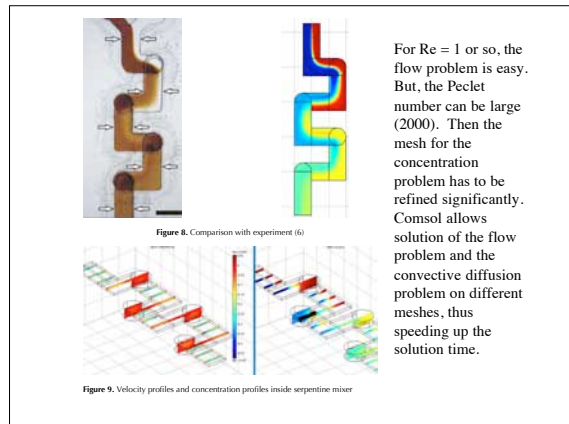 For Re = 1 or so, the
flow problem is easy.
But, the Peclet
number can be large
(2000). Then the
mesh for the
concentration
problem has to be
refined significantly.
Comsol allows
solution of the flow
problem and the
convective diffusion
problem on different
meshes, thus
speeding up the
solution time.
Figure 8. Comparison with experiment (6)
Figure 9. Velocity profiles and concentration profiles inside serpentine mixer